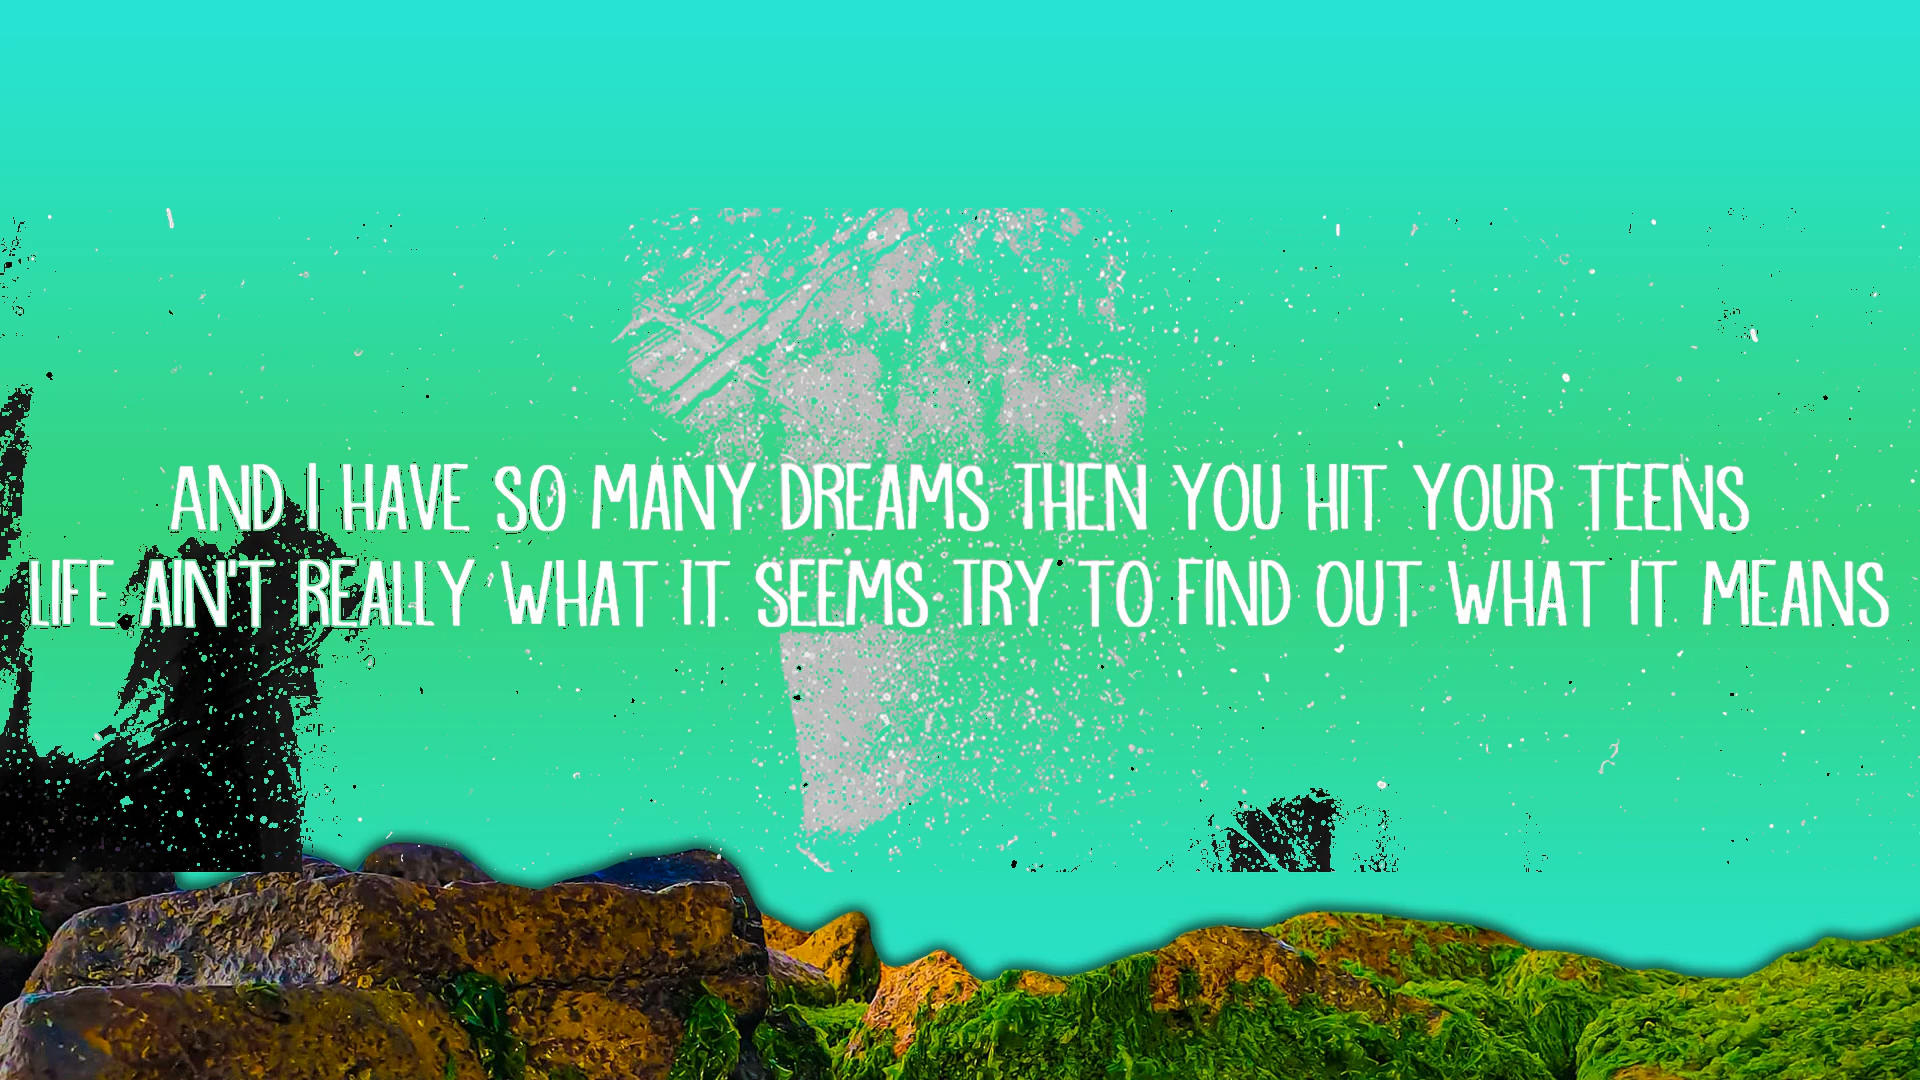 AND I HAVE SO MANY DREAMS THEN YOU HIT YOUR TEENS
LIFE AIN'T REALLY WHAT IT SEEMS TRY TO FIND OUT WHAT IT MEANS